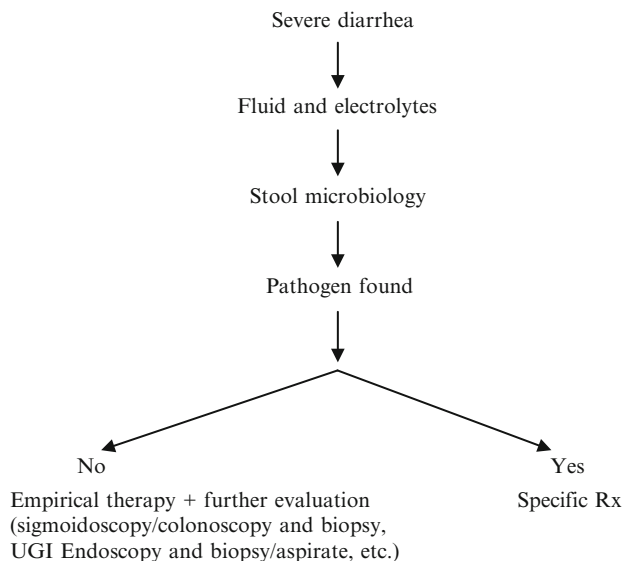 Severe diarrhea
Fluid and electrolytes
Stool microbiology
Pathogen found
No
Yes
Empirical therapy + further evaluation
(sigmoidoscopy/colonoscopy and biopsy,
UGI Endoscopy and biopsy/aspirate, etc.)
Specific Rx